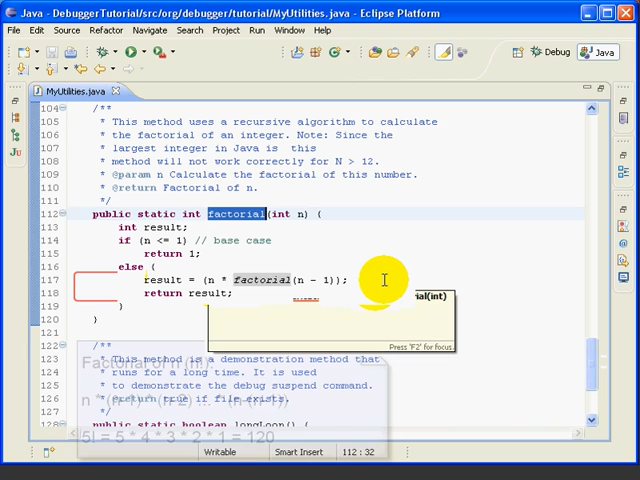 Java - DebuggerTutorial/src/org/debugger/tutorial/MyUtilities.java - Eclipse Platform
File Edit Source Refactor Navigate Search Project Scripts Run Window Help
Debug Java
MyUtilities.java
104 /**
105 * This method uses a recursive algorithm to calculate
106 * the factorial of an integer. Note: Since the
107 * largest integer in Java is this
108 * method will not work correctly for N > 12.
109 * @param n Calculate the factorial of this number.
110 * @return Factorial of n.
111 */
112 public static int factorial(int n) {
113 int result;
114 if (n <= 1) // base case
115 return 1;
116 else {
117 result = (n * factorial(n - 1));
118 return result;
119 }
120 }
122 /**
123 * This method is a demonstration method that
124 * runs for a long time. It is used
125 * to demonstrate the debug suspend command.
126 * @return true if file exists.
127 */
128 public static boolean longLoop() {
rial(int)
Press 'F2' for focus.
Factorial of n (n!):
5! = 5 * 4 * 3 * 2 * 1 = 120
Writable Smart Insert 112 : 32